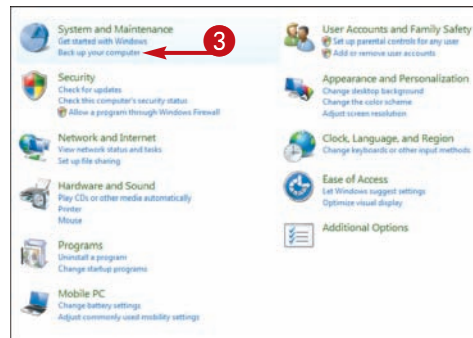 System and Maintenance
Get started with Windows
Back up your computer
3
Security
Check for updates
Check this computer's security status
Allow a program through Windows Firewall
Network and Internet
View network status and tasks
Set up file sharing
Hardware and Sound
Play CDs or other media automatically
Printer
Mouse
Programs
Uninstall a program
Change startup programs
Mobile PC
Change battery settings
Adjust commonly used mobility settings
User Accounts and Family Safety
Set up parental controls for any user
Add or remove user accounts
Appearance and Personalization
Change desktop background
Change the color scheme
Adjust screen resolution
Clock, Language, and Region
Change keyboards or other input methods
Ease of Access
Let Windows suggest settings
Optimize visual display
Additional Options